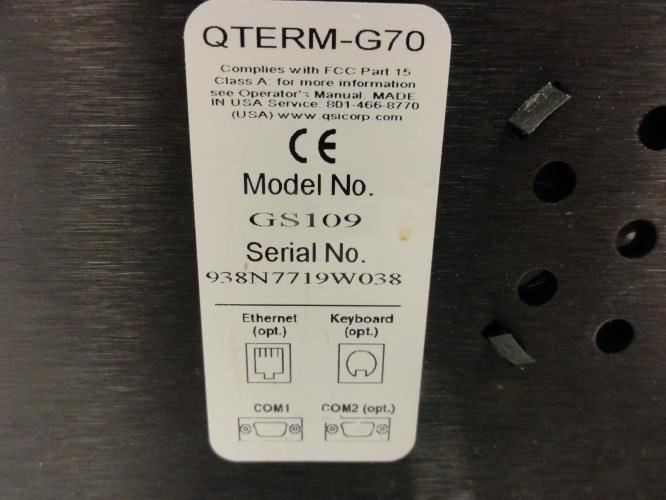 QTERM-G70
Complies with FCC Part 15
Class A: for more information
see Operator's Manual. MADE
IN USA Service: 801-466-8770
(USA) www.qsicorp.com
CE
Model No.
GS109
Serial No.
938N7719W038
Ethernet Keyboard
(opt.) (opt.)
COM1 COM2 (opt.)